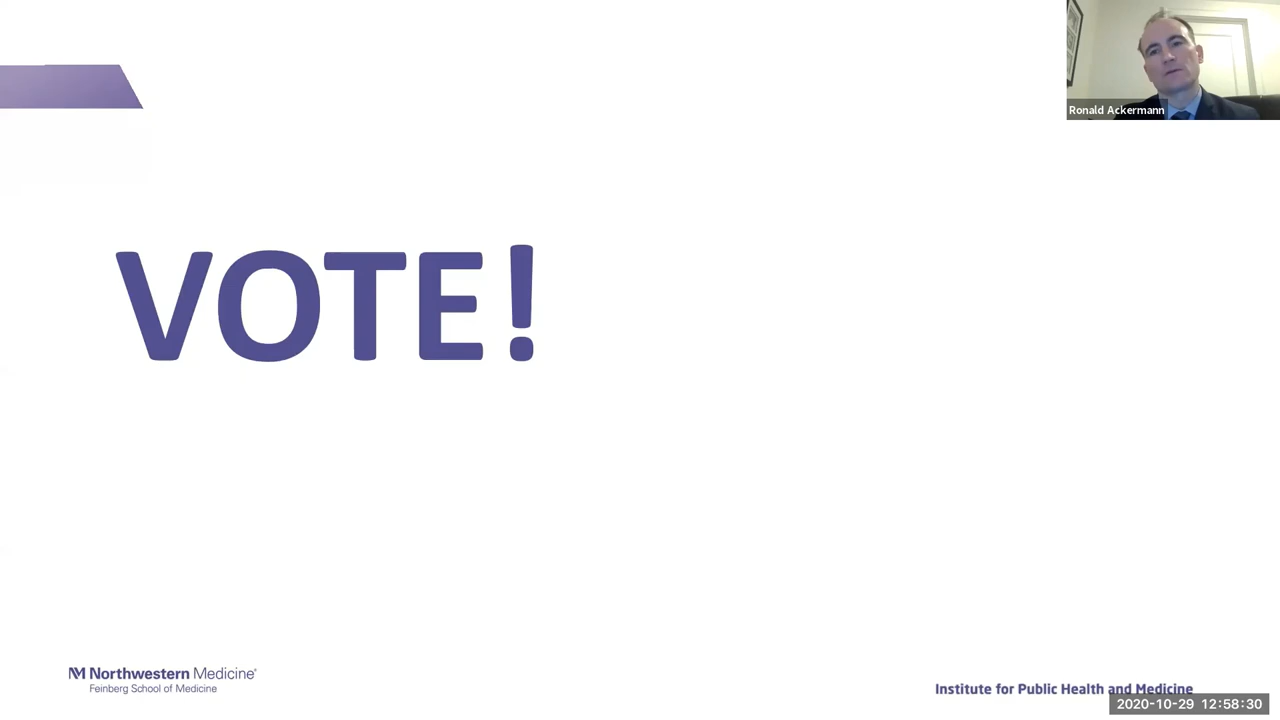 Ronald Ackermann
VOTE!
Northwestern Medicine®
Feinberg School of Medicine
Institute for Public Health and Medicine
2020-10-29 12:58:30